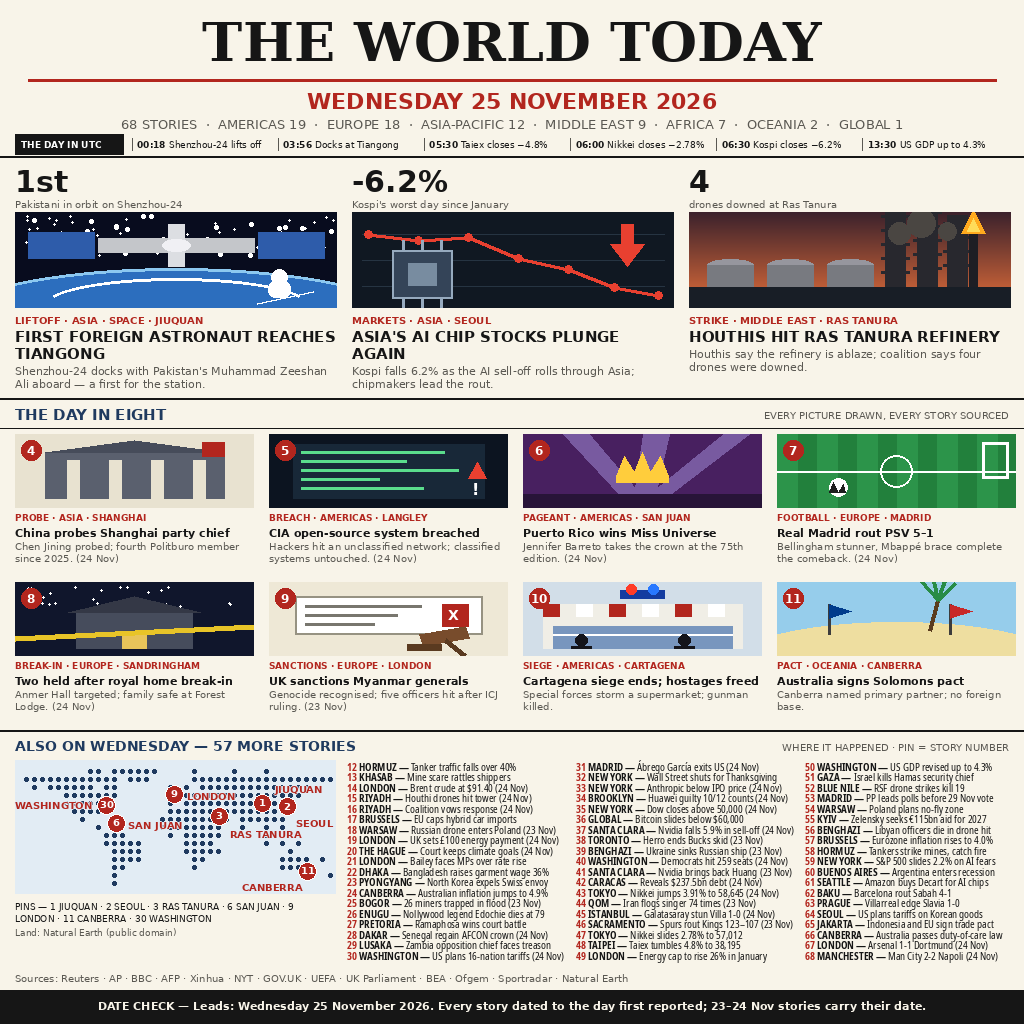 THE WORLD TODAY
WEDNESDAY 25 NOVEMBER 2026
68 STORIES · AMERICAS 19 · EUROPE 18 · ASIA-PACIFIC 12 · MIDDLE EAST 9 · AFRICA 7 · OCEANIA 2 · GLOBAL 1
THE DAY IN UTC
00:18 Shenzhou-24 lifts off
03:56 Docks at Tiangong
05:30 Taiex closes −4.8%
06:00 Nikkei closes −2.78%
06:30 Kospi closes −6.2%
13:30 US GDP up to 4.3%
1st
Pakistani in orbit on Shenzhou-24
LIFTOFF · ASIA · SPACE · JIUQUAN
FIRST FOREIGN ASTRONAUT REACHES
TIANGONG
Shenzhou-24 docks with Pakistan's Muhammad Zeeshan
Ali aboard — a first for the station.
-6.2%
Kospi's worst day since January
MARKETS · ASIA · SEOUL
ASIA'S AI CHIP STOCKS PLUNGE
AGAIN
Kospi falls 6.2% as the AI sell-off rolls through Asia;
chipmakers lead the rout.
4
drones downed at Ras Tanura
STRIKE · MIDDLE EAST · RAS TANURA
HOUTHIS HIT RAS TANURA REFINERY
Houthis say the refinery is ablaze; coalition says four
drones were downed.
THE DAY IN EIGHT
EVERY PICTURE DRAWN, EVERY STORY SOURCED
4
PROBE · ASIA · SHANGHAI
China probes Shanghai party chief
Chen Jining probed; fourth Politburo member
since 2025. (24 Nov)
5
!
BREACH · AMERICAS · LANGLEY
CIA open-source system breached
Hackers hit an unclassified network; classified
systems untouched. (24 Nov)
6
PAGEANT · AMERICAS · SAN JUAN
Puerto Rico wins Miss Universe
Jennifer Barreto takes the crown at the 75th
edition. (24 Nov)
7
FOOTBALL · EUROPE · MADRID
Real Madrid rout PSV 5–1
Bellingham stunner, Mbappé brace complete
the comeback. (24 Nov)
8
BREAK-IN · EUROPE · SANDRINGHAM
Two held after royal home break-in
Anmer Hall targeted; family safe at Forest
Lodge. (24 Nov)
9
X
SANCTIONS · EUROPE · LONDON
UK sanctions Myanmar generals
Genocide recognised; five officers hit after ICJ
ruling. (23 Nov)
10
SIEGE · AMERICAS · CARTAGENA
Cartagena siege ends; hostages freed
Special forces storm a supermarket; gunman
killed.
11
PACT · OCEANIA · CANBERRA
Australia signs Solomons pact
Canberra named primary partner; no foreign
base.
ALSO ON WEDNESDAY — 57 MORE STORIES
WHERE IT HAPPENED · PIN = STORY NUMBER
WASHINGTON 30
9 LONDON
JIUQUAN
1 2
SEOUL
6 SAN JUAN
3
RAS TANURA
11
CANBERRA
PINS — 1 JIUQUAN · 2 SEOUL · 3 RAS TANURA · 6 SAN JUAN · 9
LONDON · 11 CANBERRA · 30 WASHINGTON
Land: Natural Earth (public domain)
12 HORMUZ — Tanker traffic falls over 40%
13 KHASAB — Mine scare rattles shippers
14 LONDON — Brent crude at $91.40 (24 Nov)
15 RIYADH — Houthi drones hit tower (24 Nov)
16 RIYADH — Coalition vows response (24 Nov)
17 BRUSSELS — EU caps hybrid car imports
18 WARSAW — Russian drone enters Poland (23 Nov)
19 LONDON — UK sets £100 energy payment (24 Nov)
20 THE HAGUE — Court keeps climate goals (24 Nov)
21 LONDON — Bailey faces MPs over rate rise
22 DHAKA — Bangladesh raises garment wage 36%
23 PYONGYANG — North Korea expels Swiss envoy
24 CANBERRA — Australian inflation jumps to 4.9%
25 BOGOR — 26 miners trapped in flood (23 Nov)
26 ENUGU — Nollywood legend Edochie dies at 79
27 PRETORIA — Ramaphosa wins court battle
28 DAKAR — Senegal regain AFCON crown (24 Nov)
29 LUSAKA — Zambia opposition chief faces treason
30 WASHINGTON — US plans 16-nation tariffs (24 Nov)
31 MADRID — Ábrego García exits US (24 Nov)
32 NEW YORK — Wall Street shuts for Thanksgiving
33 NEW YORK — Anthropic below IPO price (24 Nov)
34 BROOKLYN — Huawei guilty 10/12 counts (24 Nov)
35 NEW YORK — Dow closes above 50,000 (24 Nov)
36 GLOBAL — Bitcoin slides below $60,000
37 SANTA CLARA — Nvidia falls 5.9% in sell-off (24 Nov)
38 TORONTO — Herro ends Bucks skid (23 Nov)
39 BENGHAZI — Ukraine sinks Russian ship (23 Nov)
40 WASHINGTON — Democrats hit 259 seats (24 Nov)
41 SANTA CLARA — Nvidia brings back Huang (23 Nov)
42 CARACAS — Reveals $237.5bn debt (24 Nov)
43 TOKYO — Nikkei jumps 3.91% to 58,645 (24 Nov)
44 QOM — Iran flogs singer 74 times (23 Nov)
45 ISTANBUL — Galatasaray stun Villa 1-0 (24 Nov)
46 SACRAMENTO — Spurs rout Kings 123–107 (23 Nov)
47 TOKYO — Nikkei slides 2.78% to 57,012
48 TAIPEI — Taiex tumbles 4.8% to 38,195
49 LONDON — Energy cap to rise 26% in January
50 WASHINGTON — US GDP revised up to 4.3%
51 GAZA — Israel kills Hamas security chief
52 BLUE NILE — RSF drone strikes kill 19
53 MADRID — PP leads polls before 29 Nov vote
54 WARSAW — Poland plans no-fly zone
55 KYIV — Zelensky seeks £115bn aid for 2027
56 BENGHAZI — Libyan officers die in drone hit
57 BRUSSELS — Eurozone inflation rises to 4.0%
58 HORMUZ — Tanker strikes mines, catch fire
59 NEW YORK — S&P 500 slides 2.2% on AI fears
60 BUENOS AIRES — Argentina enters recession
61 SEATTLE — Amazon buys Decart for AI chips
62 BAKU — Barcelona rout Sabah 4-1
63 PRAGUE — Villarreal edge Slavia 1-0
64 SEOUL — US plans tariffs on Korean goods
65 JAKARTA — Indonesia and EU sign trade pact
66 CANBERRA — Australia passes duty-of-care law
67 LONDON — Arsenal 1-1 Dortmund (24 Nov)
68 MANCHESTER — Man City 2-2 Napoli (24 Nov)
Sources: Reuters · AP · BBC · AFP · Xinhua · NYT · GOV.UK · UEFA · UK Parliament · BEA · Ofgem · Sportradar · Natural Earth
DATE CHECK — Leads: Wednesday 25 November 2026. Every story dated to the day first reported; 23–24 Nov stories carry their date.